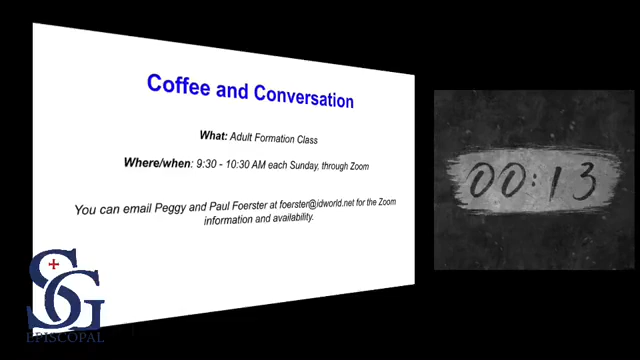 Coffee and Conversation
What: Adult Formation Class
Where/when: 9:30 - 10:30 AM each Sunday, through Zoom
You can email Peggy and Paul Foerster at foerster@idworld.net for the Zoom
information and availability.
00:13
SG
EPISCOPAL